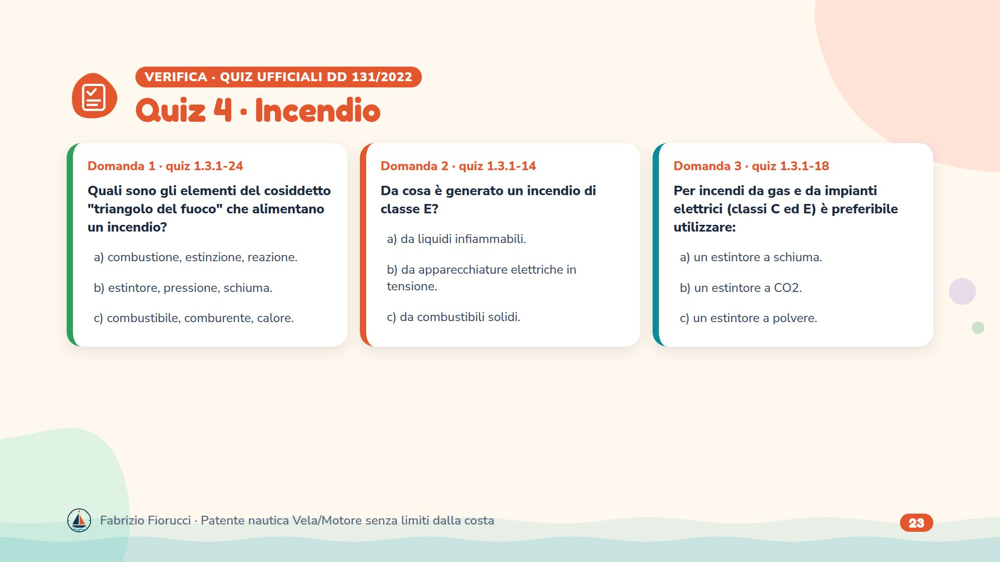 VERIFICA · QUIZ UFFICIALI DD 131/2022
Quiz 4 · Incendio
Domanda 1 · quiz 1.3.1-24
Quali sono gli elementi del cosiddetto
"triangolo del fuoco" che alimentano
un incendio?
a) combustione, estinzione, reazione.
b) estintore, pressione, schiuma.
c) combustibile, comburente, calore.
Domanda 2 · quiz 1.3.1-14
Da cosa è generato un incendio di
classe E?
a) da liquidi infiammabili.
b) da apparecchiature elettriche in
tensione.
c) da combustibili solidi.
Domanda 3 · quiz 1.3.1-18
Per incendi da gas e da impianti
elettrici (classi C ed E) è preferibile
utilizzare:
a) un estintore a schiuma.
b) un estintore a CO2.
c) un estintore a polvere.
Fabrizio Fiorucci · Patente nautica Vela/Motore senza limiti dalla costa
23